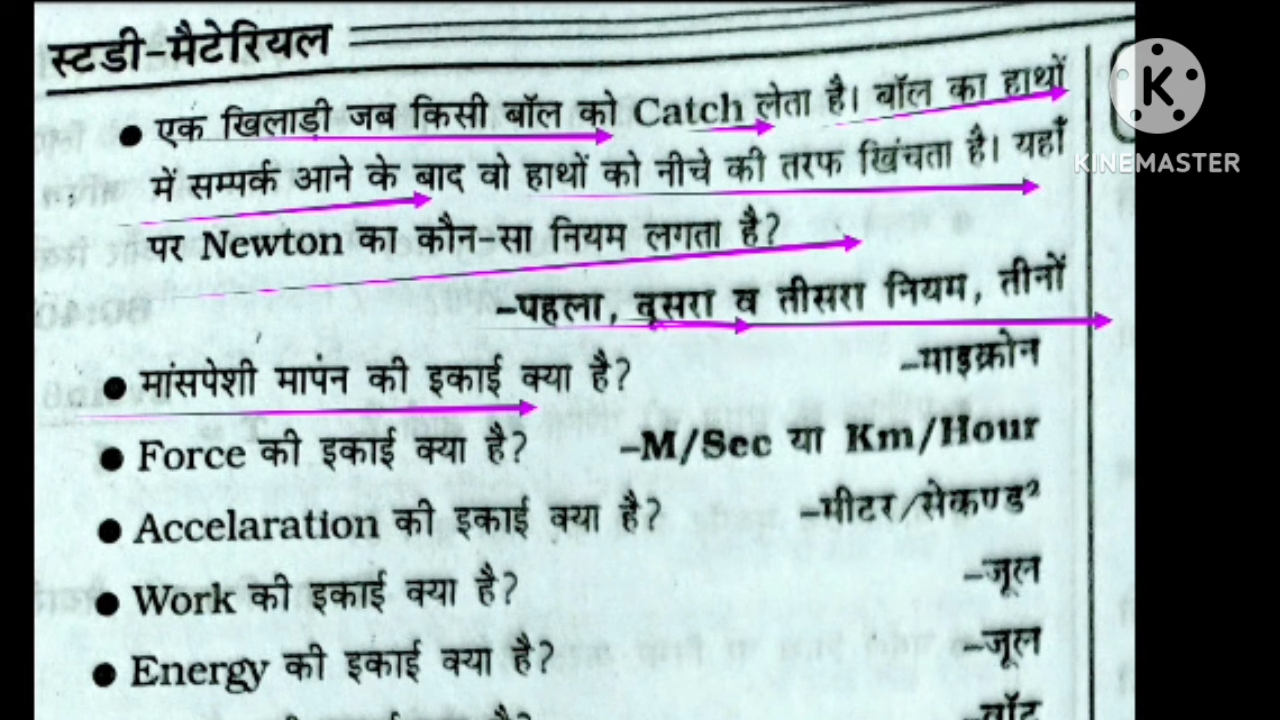 स्टडी-मैटेरियल
● एक खिलाड़ी जब किसी बॉल को Catch लेता है। बॉल का हाथों
में सम्पर्क आने के बाद वो हाथों को नीचे की तरफ खिंचता है। यहाँ
पर Newton का कौन-सा नियम लगता है?
-पहला, दूसरा व तीसरा नियम, तीनों
● मांसपेशी मापंन की इकाई क्या है? -माइक्रोन
● Force की इकाई क्या है? -M/Sec या Km/Hour
● Accelaration की इकाई क्या है? -मीटर/सेकण्ड²
● Work की इकाई क्या है? -जूल
● Energy की इकाई क्या है? -जूल
K
KINEMASTER